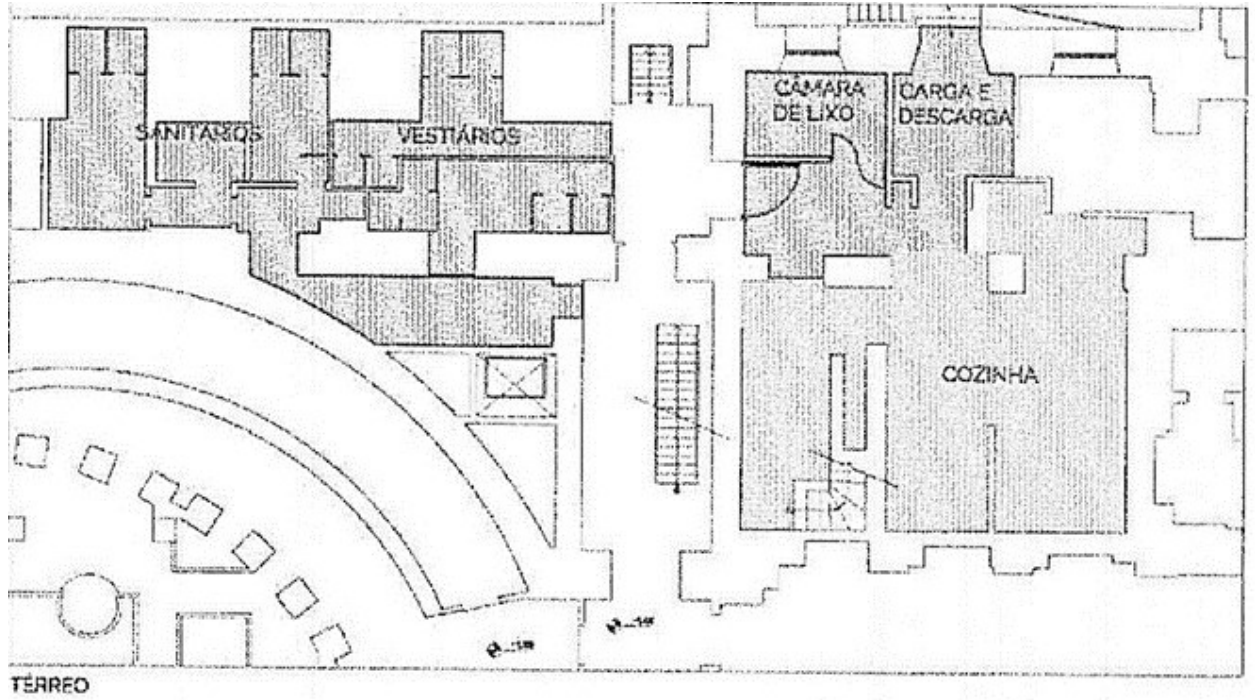 CÂMARA
DE LIXO
CARGA E
DESCARGA
SANITÁRIOS
VESTIÁRIOS
COZINHA
TÉRREO